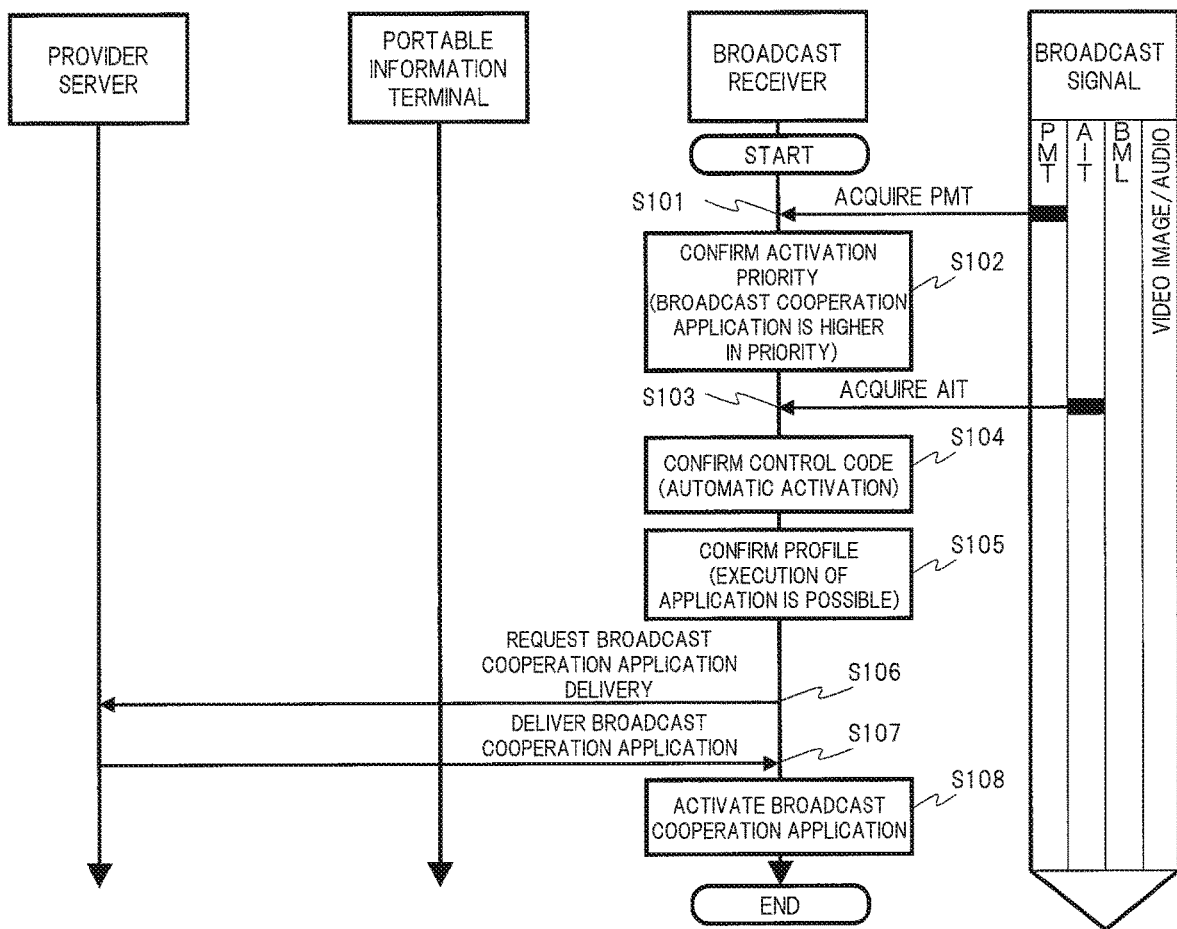 PROVIDER
SERVER
PORTABLE
INFORMATION
TERMINAL
BROADCAST
RECEIVER
BROADCAST
SIGNAL
START
PMT
AIT
BML
VIDEO IMAGE/AUDIO
S101
ACQUIRE PMT
CONFIRM ACTIVATION
PRIORITY
(BROADCAST COOPERATION
APPLICATION IS HIGHER
IN PRIORITY)
S102
S103
ACQUIRE AIT
CONFIRM CONTROL CODE
(AUTOMATIC ACTIVATION)
S104
CONFIRM PROFILE
(EXECUTION OF
APPLICATION IS POSSIBLE)
S105
REQUEST BROADCAST
COOPERATION APPLICATION
DELIVERY
S106
DELIVER BROADCAST
COOPERATION APPLICATION
S107
ACTIVATE BROADCAST
COOPERATION APPLICATION
S108
END